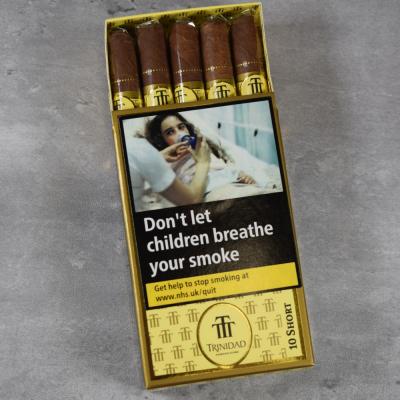 Don't let
children breathe
your smoke
Get help to stop smoking at
www.nhs.uk/quit
TRINIDAD
10 SHORT